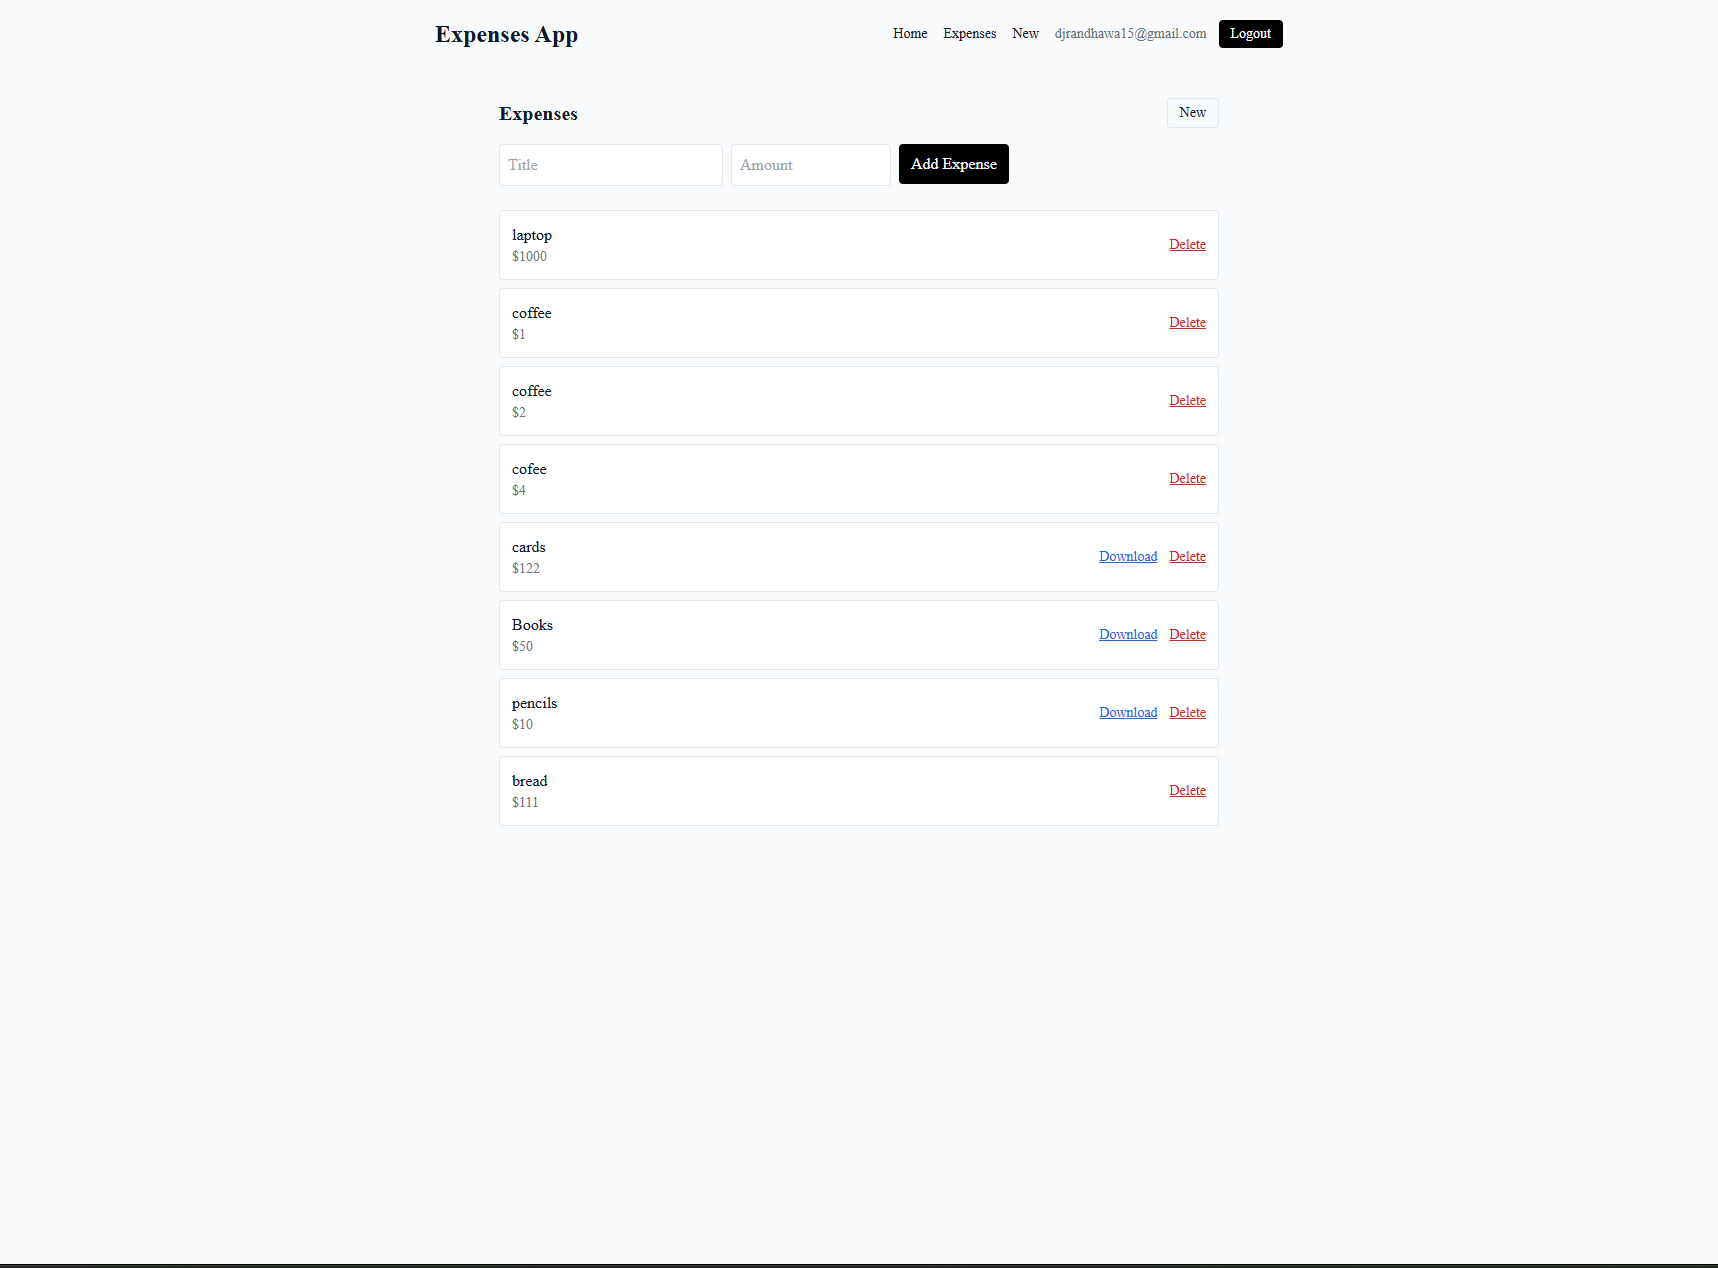 Expenses App Home Expenses New djrandhawa15@gmail.com Logout
Expenses New
Title Amount Add Expense
laptop
$1000
Delete
coffee
$1
Delete
coffee
$2
Delete
cofee
$4
Delete
cards
$122
Download Delete
Books
$50
Download Delete
pencils
$10
Download Delete
bread
$111
Delete